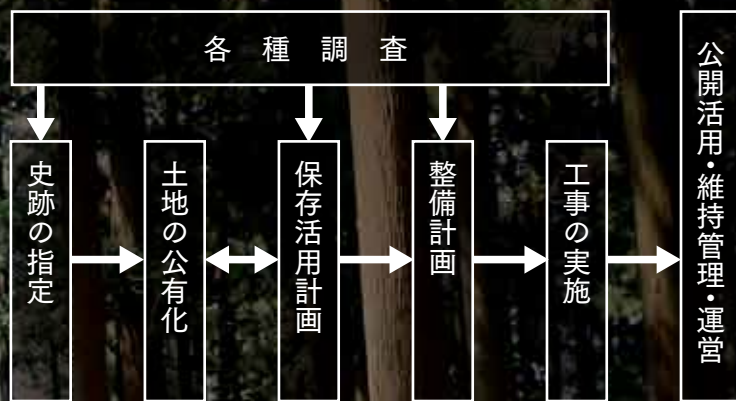 各種調査
史跡の指定
土地の公有化
保存活用計画
整備計画
工事の実施
公開活用・維持管理・運営